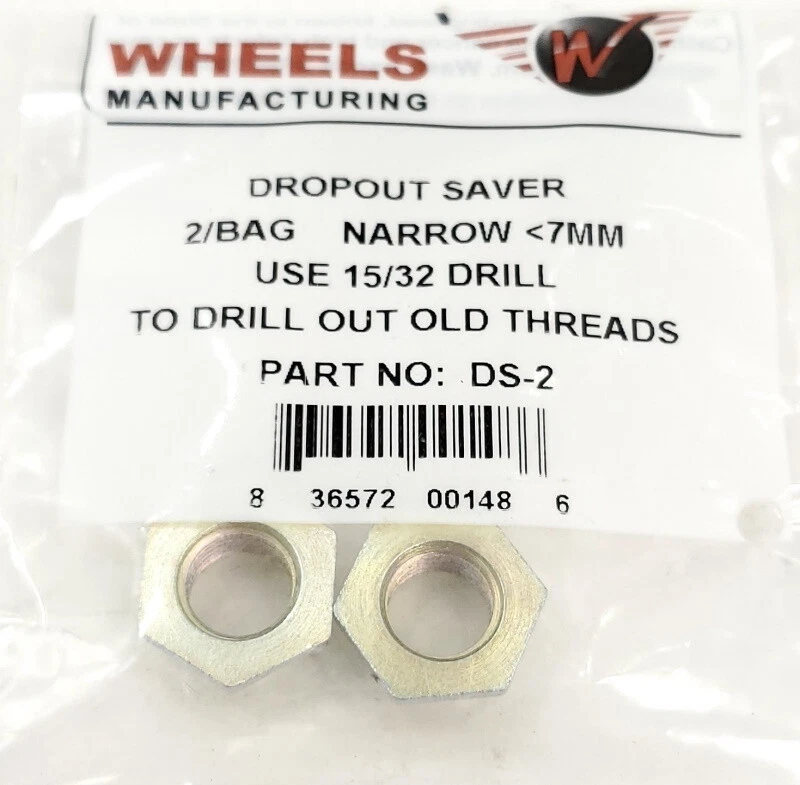 WHEELS
MANUFACTURING
W
DROPOUT SAVER
2/BAG NARROW <7MM
USE 15/32 DRILL
TO DRILL OUT OLD THREADS
PART NO: DS-2
8 36572 00148 6